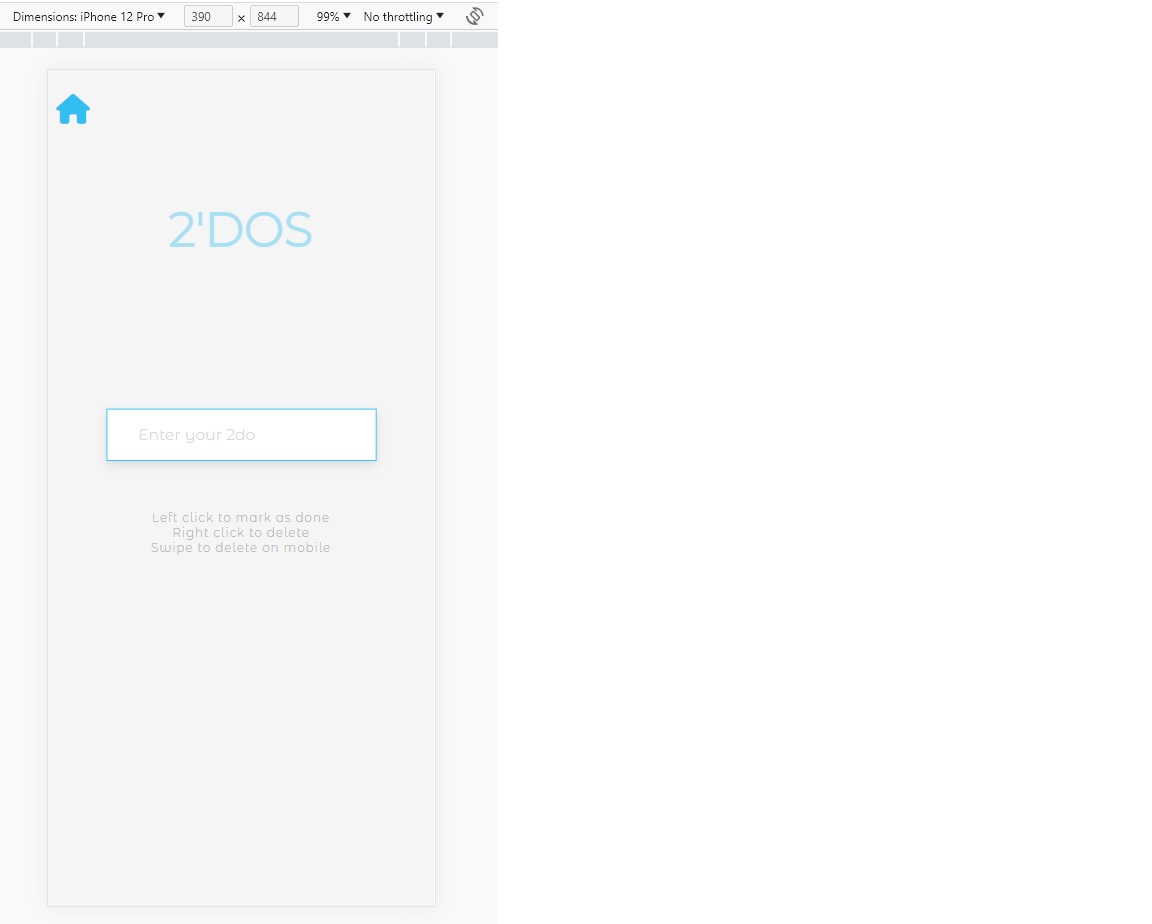 Dimensions: iPhone 12 Pro 390 x 844 99% No throttling
2'DOS
Enter your 2do
Left click to mark as done
Right click to delete
Swipe to delete on mobile